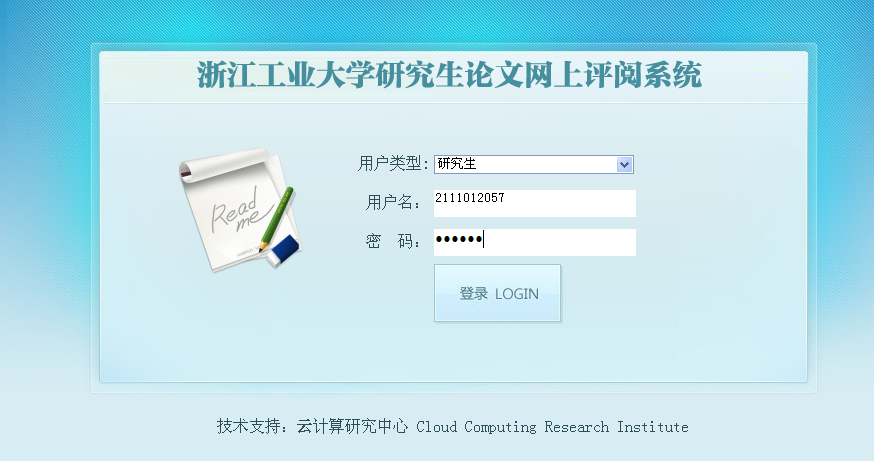 浙江工业大学研究生论文网上评阅系统
Read me
用户类型: 研究生
用户名: 2111012057
密 码: ●●●●●●
登录 LOGIN
技术支持: 云计算研究中心 Cloud Computing Research Institute